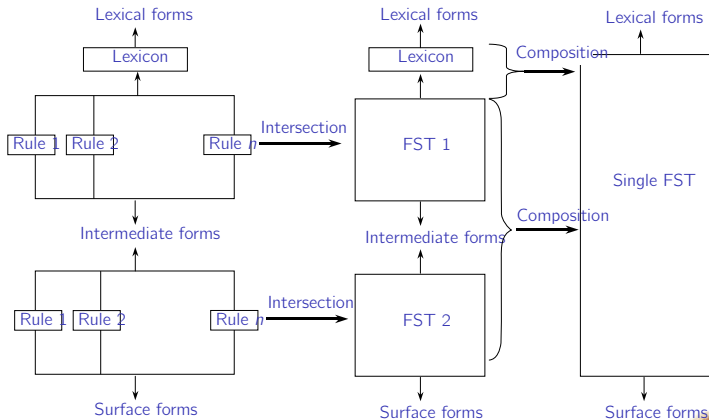 Lexical forms
Lexicon
Rule 1
Rule 2
Rule n
Intersection
Intermediate forms
Rule 1
Rule 2
Rule n
Intersection
Surface forms
Lexical forms
Lexicon
FST 1
Intermediate forms
FST 2
Surface forms
Composition
Composition
Lexical forms
Single FST
Surface forms